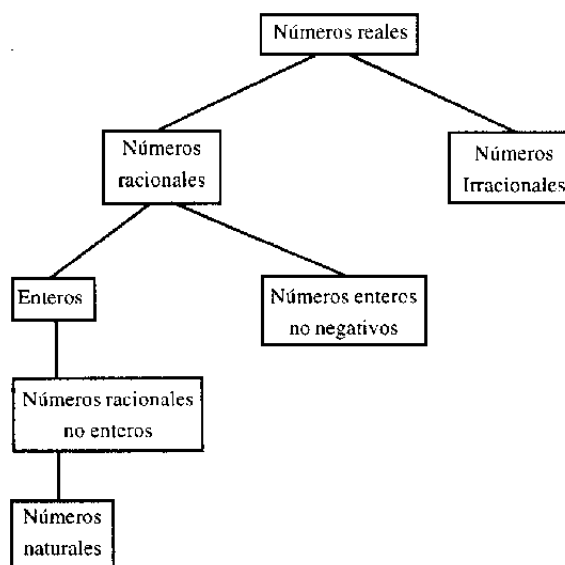 Números reales
Números
racionales
Números
Irracionales
Enteros
Números enteros
no negativos
Números racionales
no enteros
Números
naturales